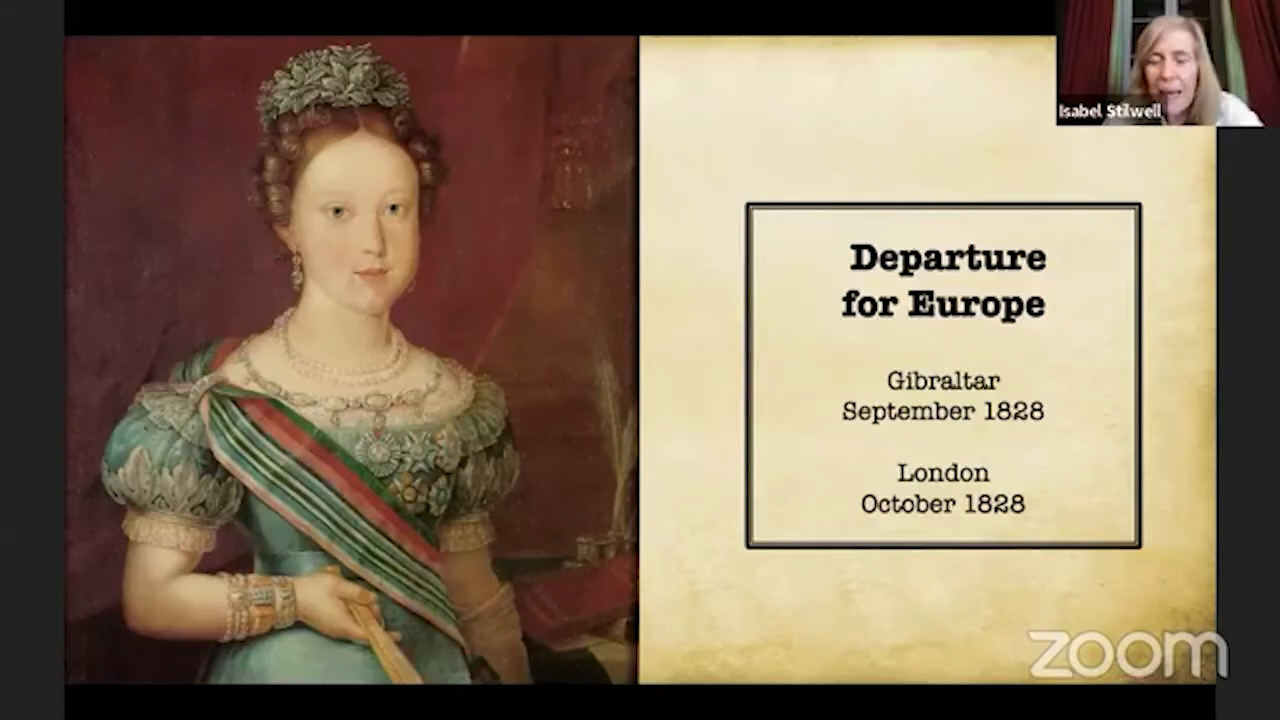 Isabel Stilwell
Departure
for Europe
Gibraltar
September 1828
London
October 1828
zoom